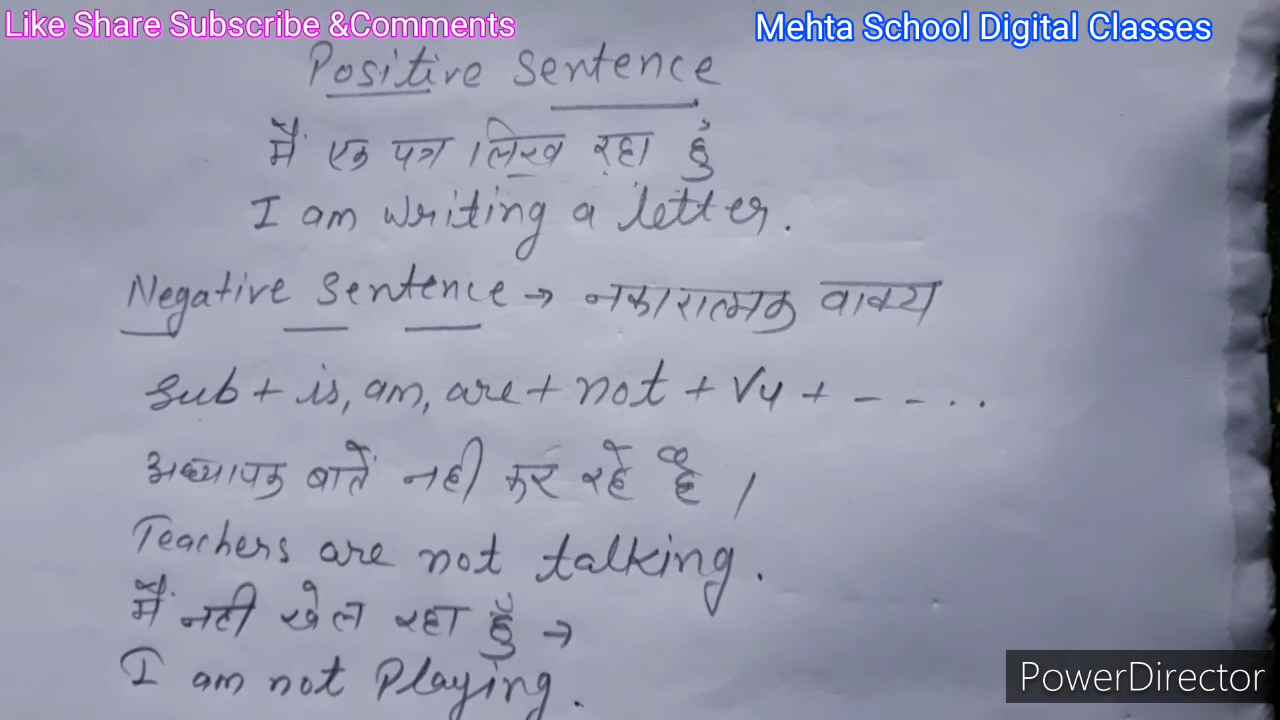 Like Share Subscribe &Comments
Mehta School Digital Classes
Positive Sentence
मैं एक पत्र लिख रहा हूँ
I am writing a letter.
Negative Sentence → नकारात्मक वाक्य
Sub + is, am, are + not + V4 + - - - . .
अध्यापक बातें नही कर रहे है।
Teachers are not talking.
मैं नही खेल रहा हूँ →
I am not Playing.
PowerDirector